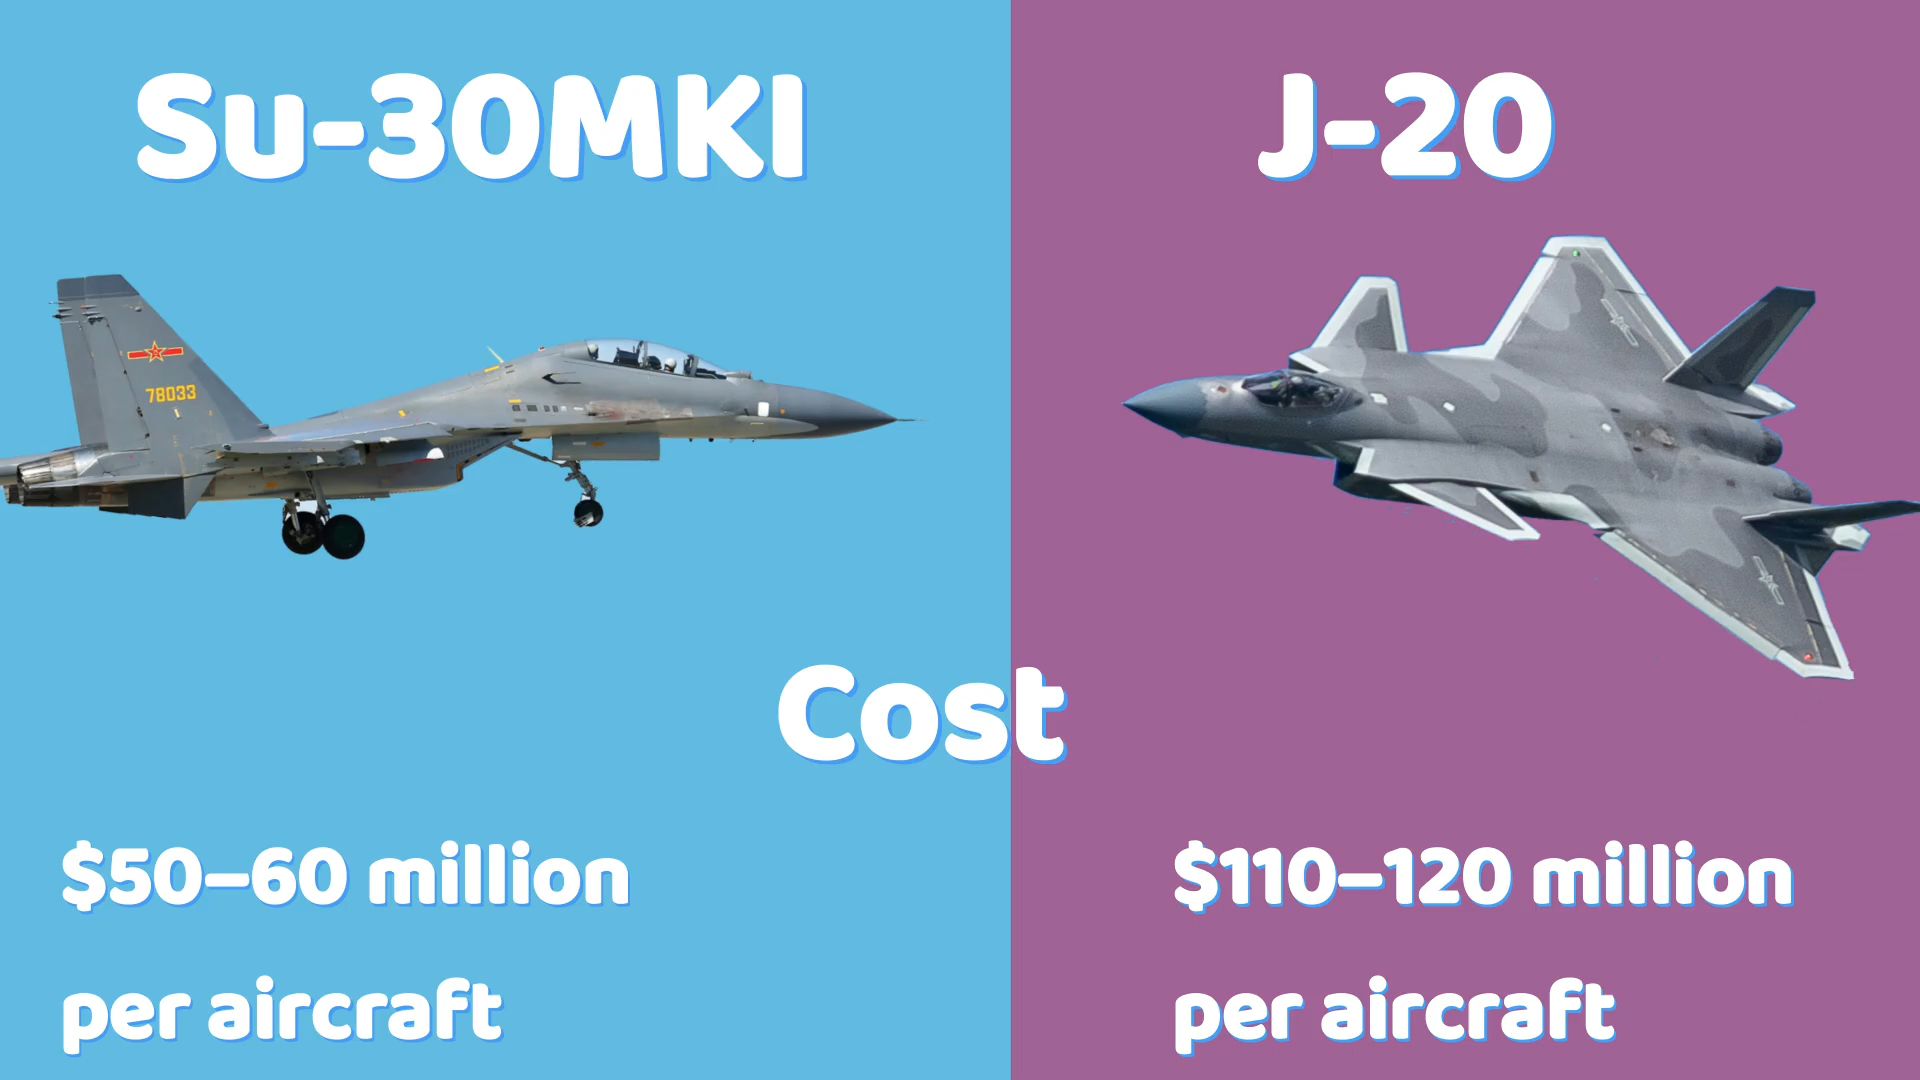 Su-30MKI
J-20
78033
Cost
$50–60 million
per aircraft
$110–120 million
per aircraft